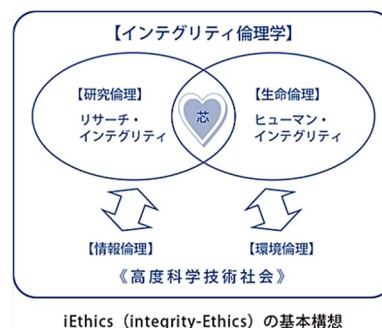 【インテグリティ倫理学】
【研究倫理】
リサーチ・
インテグリティ
芯
【生命倫理】
ヒューマン・
インテグリティ
【情報倫理】
【環境倫理】
《高度科学技術社会》
iEthics（integrity-Ethics）の基本構想